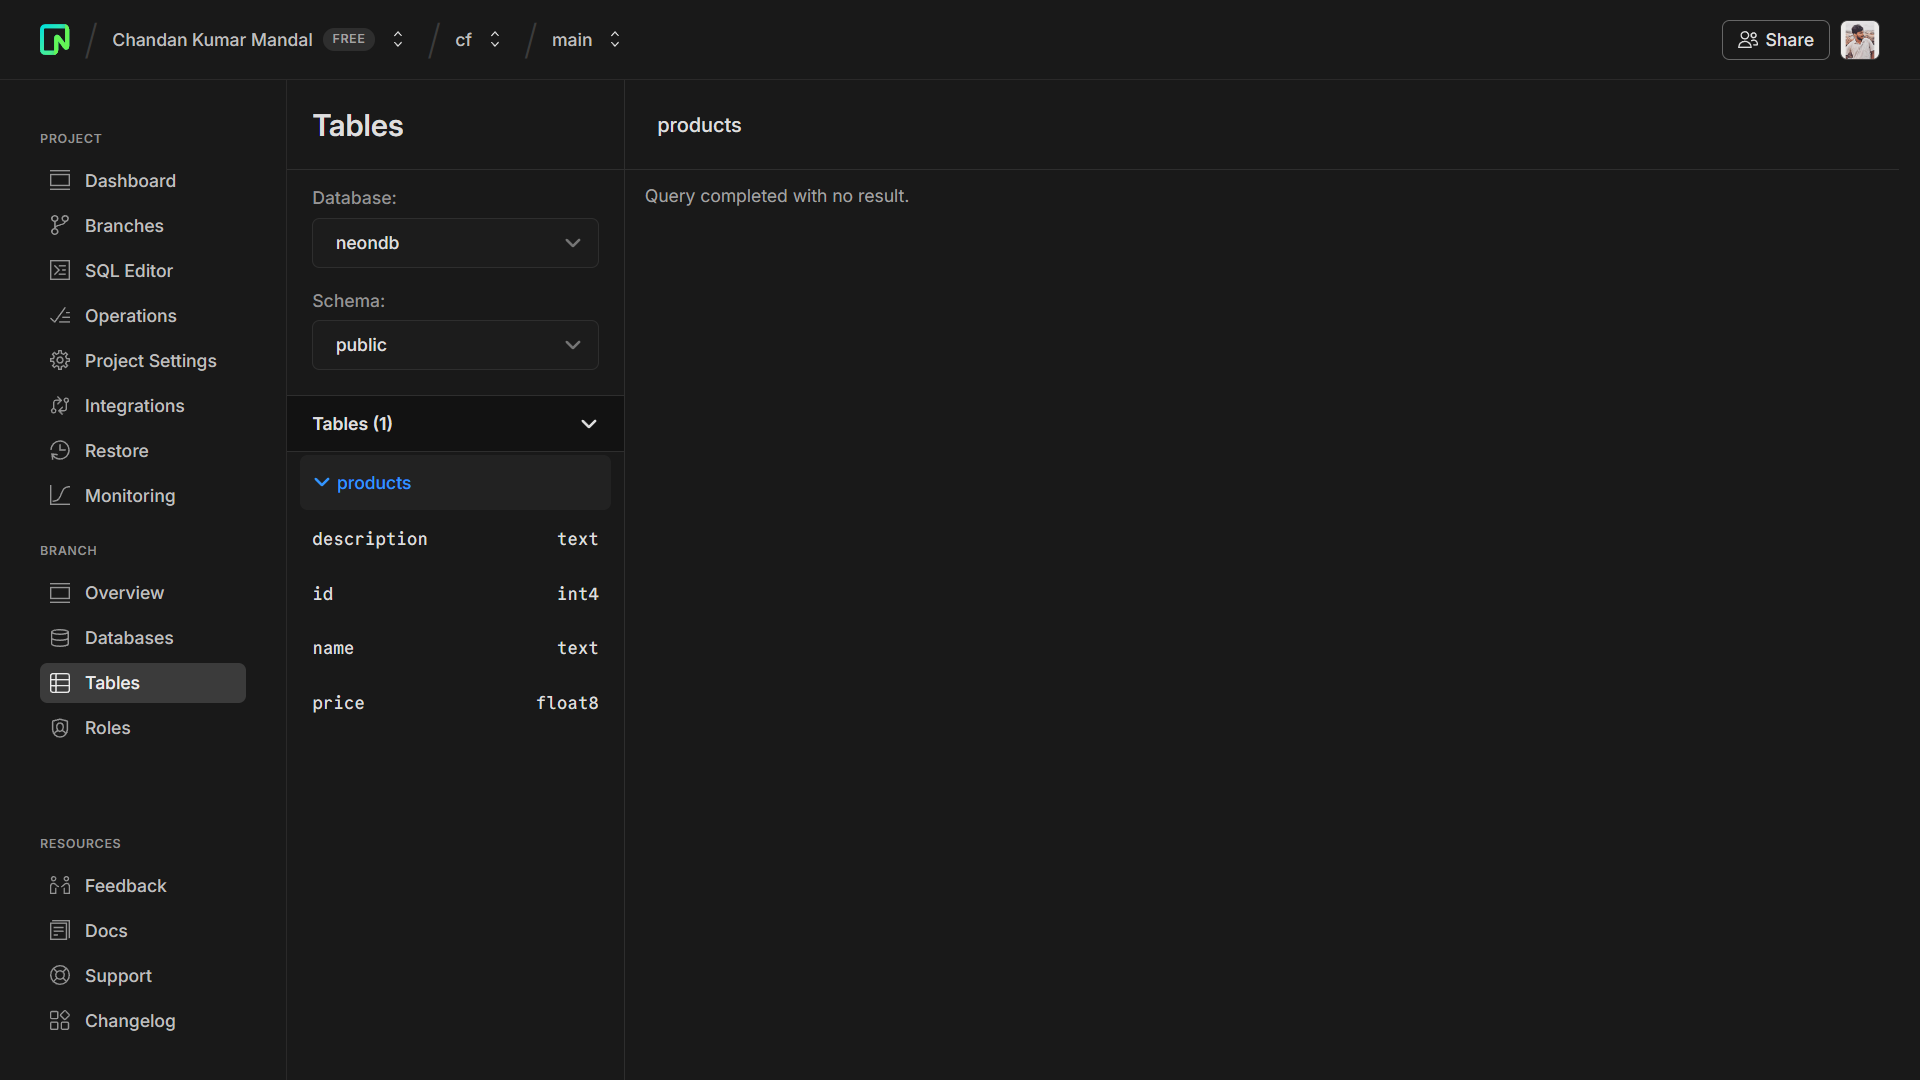 Chandan Kumar Mandal FREE / cf / main
Share
PROJECT
Dashboard
Branches
SQL Editor
Operations
Project Settings
Integrations
Restore
Monitoring
BRANCH
Overview
Databases
Tables
Roles
RESOURCES
Feedback
Docs
Support
Changelog
Tables
Database:
neondb
Schema:
public
Tables (1)
products
description text
id int4
name text
price float8
products
Query completed with no result.